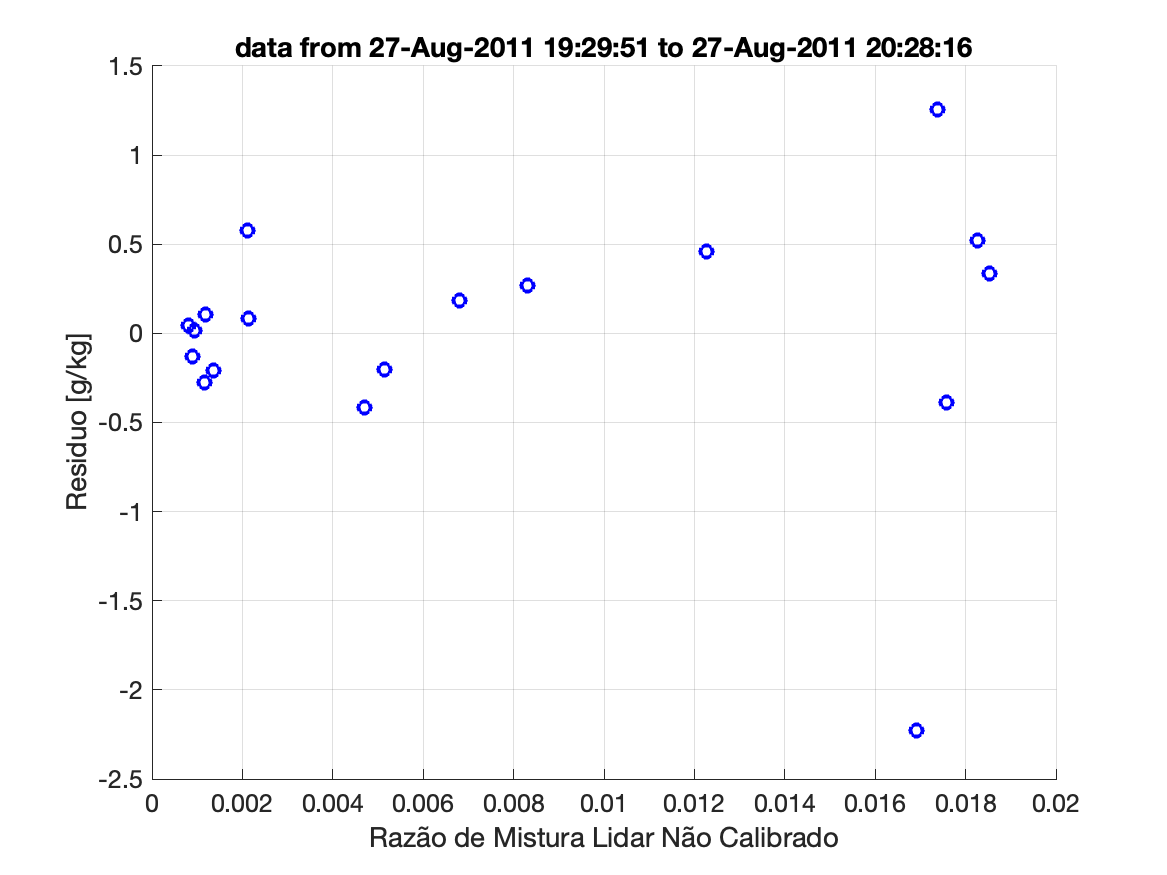 data from 27-Aug-2011 19:29:51 to 27-Aug-2011 20:28:16
1.5
1
0.5
0
-0.5
-1
-1.5
-2
-2.5
Residuo [g/kg]
0 0.002 0.004 0.006 0.008 0.01 0.012 0.014 0.016 0.018 0.02
Razão de Mistura Lidar Não Calibrado